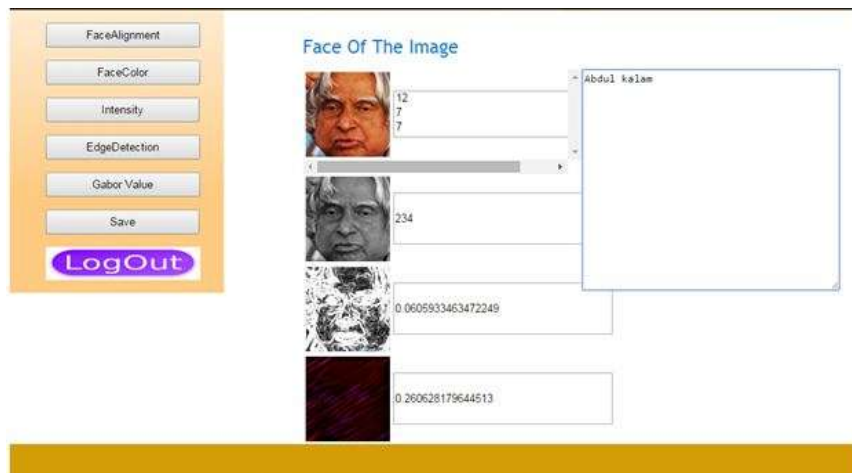 FaceAlignment
FaceColor
Intensity
EdgeDetection
Gabor Value
Save
LogOut
Face Of The Image
12
7
7
Abdul kalam
234
0.0605933463472249
0.260628179644513